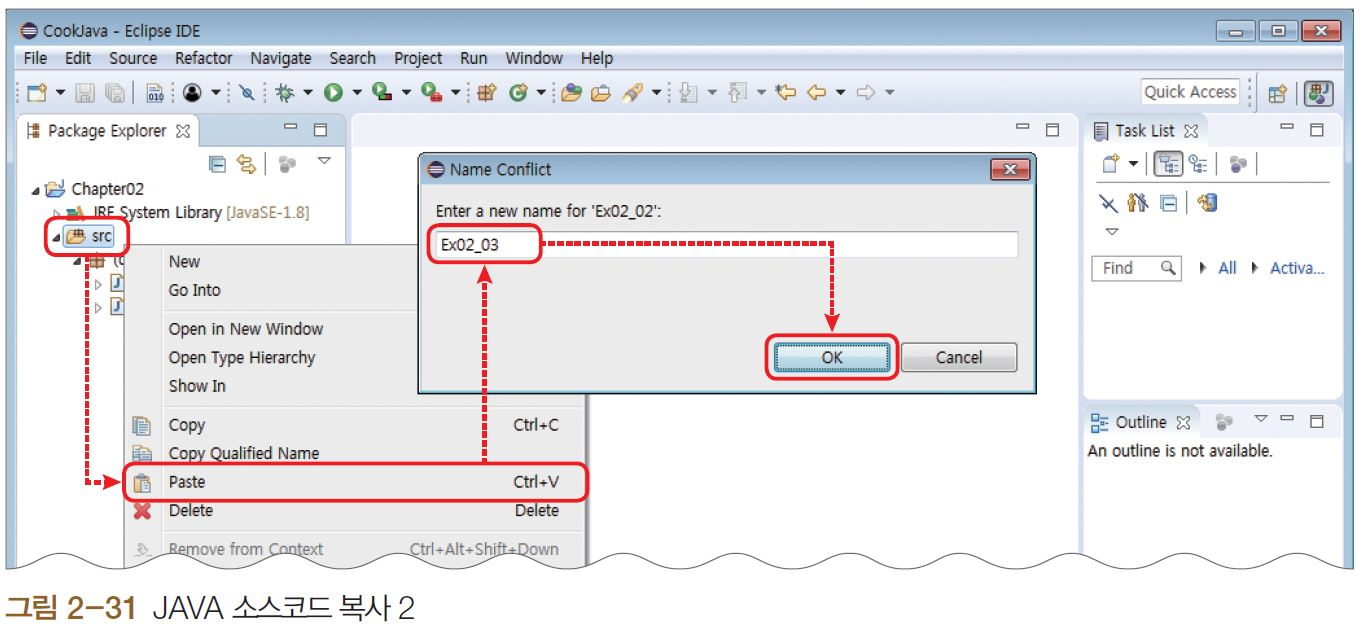 CookJava - Eclipse IDE
File Edit Source Refactor Navigate Search Project Run Window Help
Quick Access
Package Explorer
Chapter02
JRE System Library [JavaSE-1.8]
src
New
Go Into
Open in New Window
Open Type Hierarchy
Show In
Copy Ctrl+C
Copy Qualified Name
Paste Ctrl+V
Delete Delete
Remove from Context Ctrl+Alt+Shift+Down
Name Conflict
Enter a new name for 'Ex02_02':
Ex02_03
OK Cancel
Task List
Find All Activa...
Outline
An outline is not available.
그림 2-31 JAVA 소스코드 복사 2